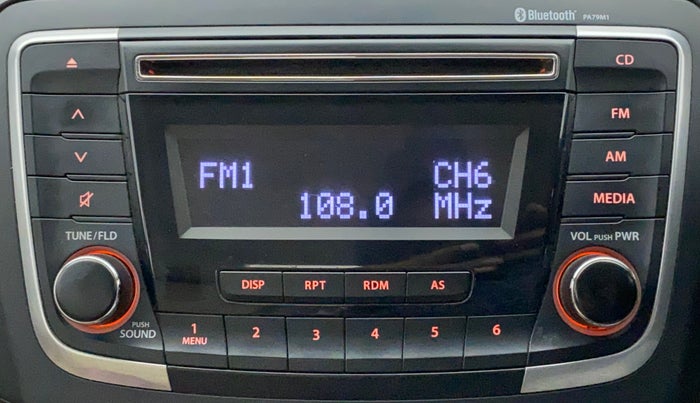 Bluetooth® PA79M1
CD
FM
AM
MEDIA
FM1 CH6
108.0 MHz
TUNE/FLD
VOL PUSH PWR
DISP RPT RDM AS
PUSH
SOUND
1 2 3 4 5 6
MENU